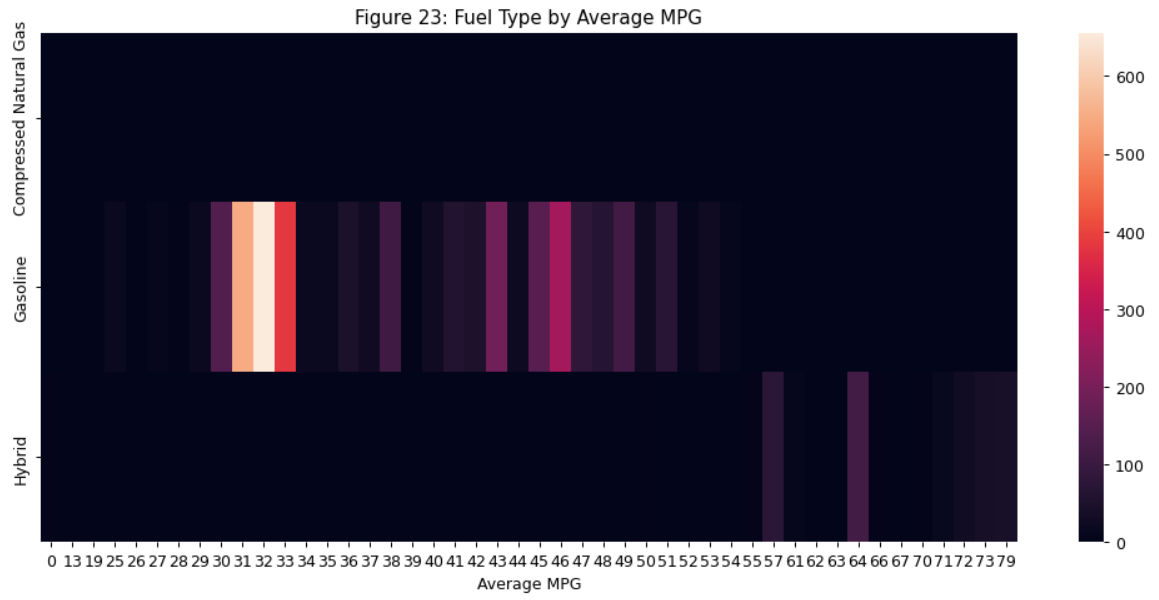 Figure 23: Fuel Type by Average MPG
Compressed Natural Gas
Gasoline
Hybrid
0 13 19 25 26 27 28 29 30 31 32 33 34 35 36 37 38 39 40 41 42 43 44 45 46 47 48 49 50 51 52 53 54 55 57 61 62 63 64 66 67 70 71 72 73 79
Average MPG
600
500
400
300
200
100
0